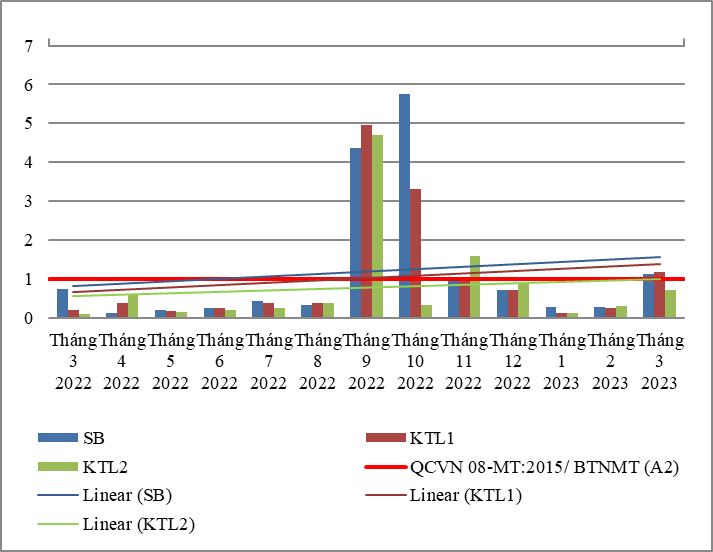 7
6
5
4
3
2
1
0
Tháng Tháng Tháng Tháng Tháng Tháng Tháng Tháng Tháng Tháng Tháng Tháng Tháng
3 4 5 6 7 8 9 10 11 12 1 2 3
2022 2022 2022 2022 2022 2022 2022 2022 2022 2022 2023 2023 2023
SB KTL1
KTL2 QCVN 08-MT:2015/ BTNMT (A2)
Linear (SB) Linear (KTL1)
Linear (KTL2)